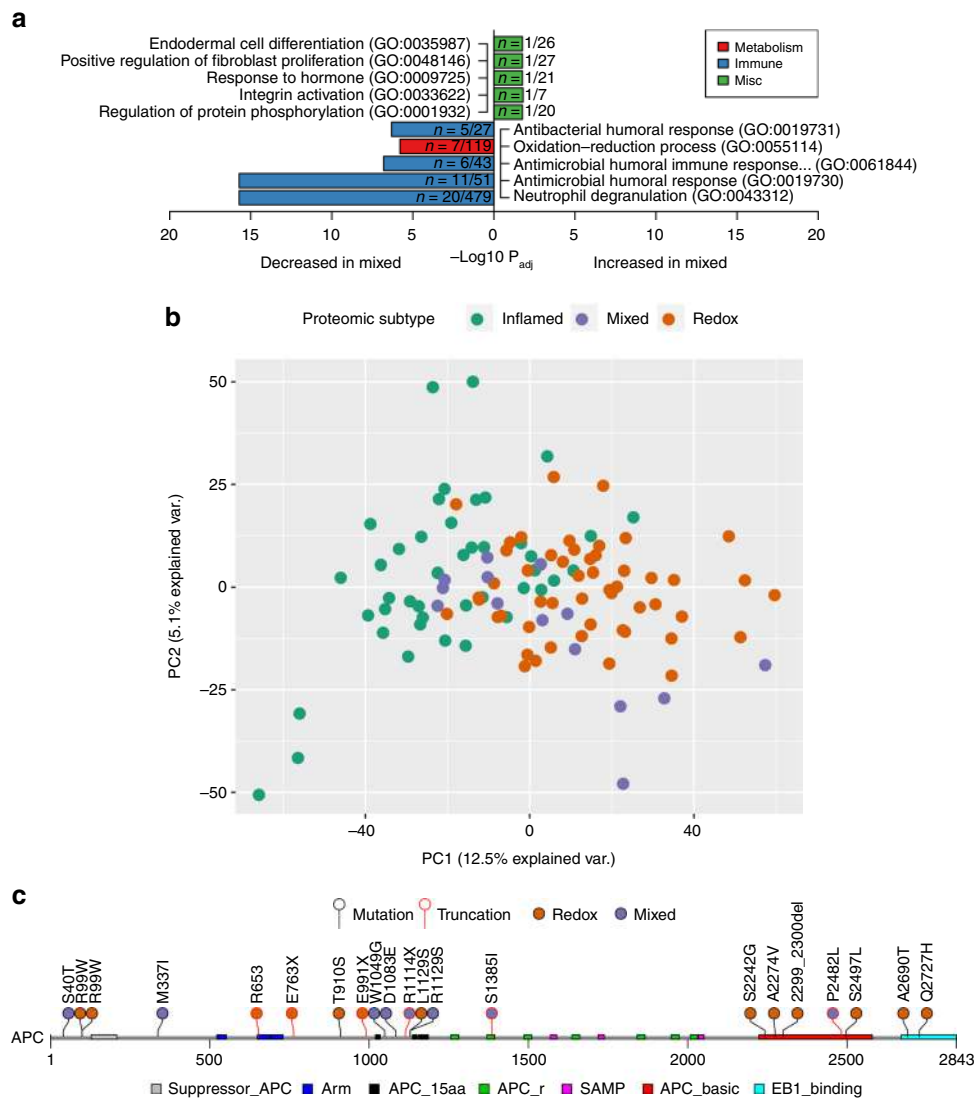 a
Endodermal cell differentiation (GO:0035987)
n = 1/26
Positive regulation of fibroblast proliferation (GO:0048146)
n = 1/27
Response to hormone (GO:0009725)
n = 1/21
Integrin activation (GO:0033622)
n = 1/7
Regulation of protein phosphorylation (GO:0001932)
n = 1/20
Metabolism
Immune
Misc
n = 5/27
Antibacterial humoral response (GO:0019731)
n = 7/119
Oxidation–reduction process (GO:0055114)
n = 6/43
Antimicrobial humoral immune response... (GO:0061844)
n = 11/51
Antimicrobial humoral response (GO:0019730)
n = 20/479
Neutrophil degranulation (GO:0043312)
20 15 10 5 0 5 10 15 20
Decreased in mixed
–Log10 Padj
Increased in mixed
b
Proteomic subtype
Inflamed
Mixed
Redox
50
25
0
−25
−50
PC2 (5.1% explained var.)
−40 0 40
PC1 (12.5% explained var.)
c
Mutation
Truncation
Redox
Mixed
S40T
R99W
R99W
M337I
R653
E763X
T910S
E991X
W1049G
D1083E
R1114X
L1129S
R1129S
S1385I
S2242G
A2274V
2299_2300del
P2482L
S2497L
A2690T
Q2727H
APC
1 500 1000 1500 2000 2500 2843
Suppressor_APC
Arm
APC_15aa
APC_r
SAMP
APC_basic
EB1_binding